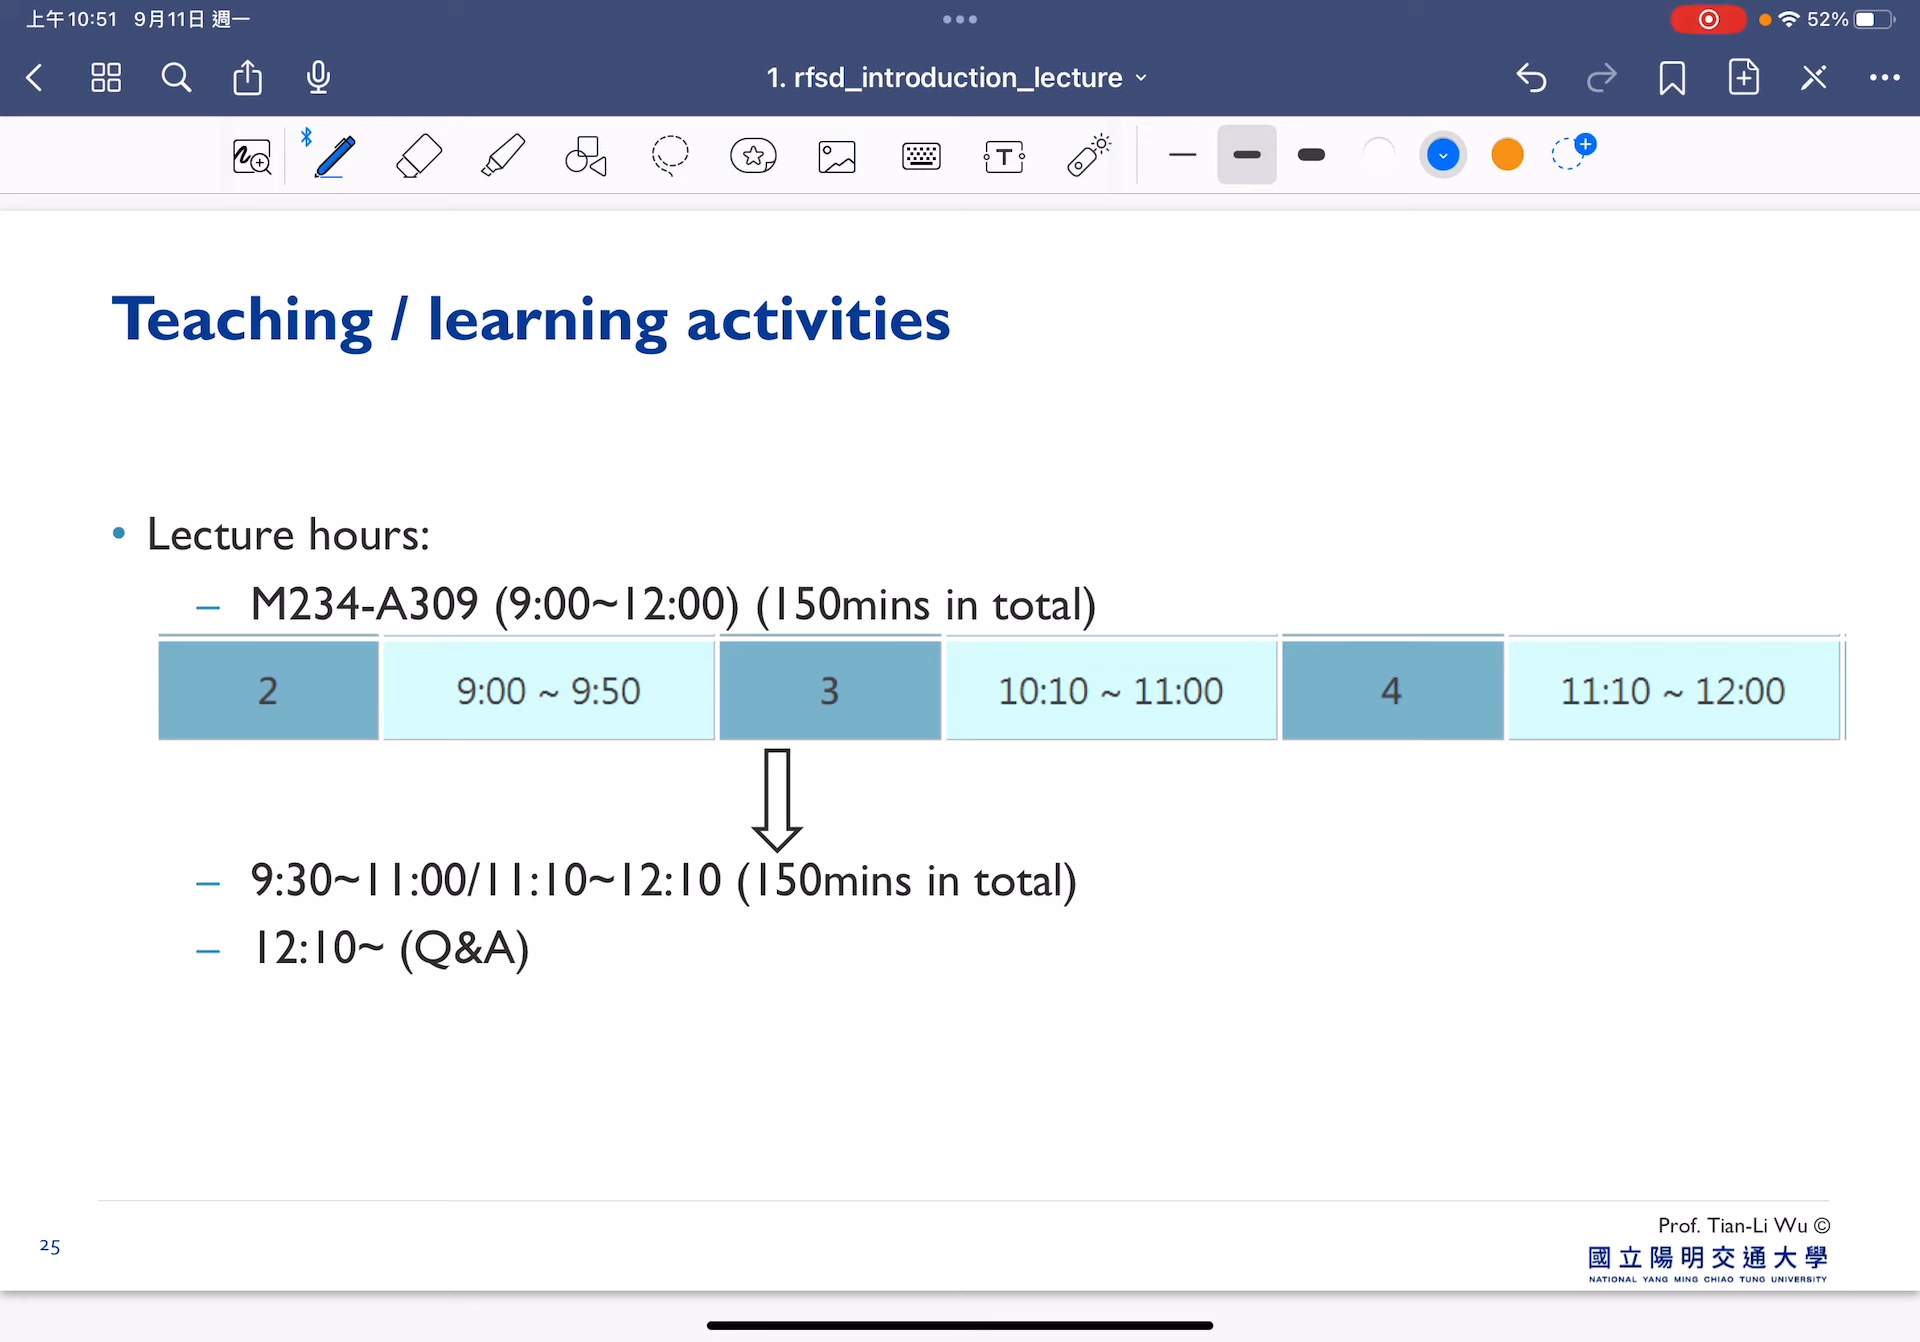 上午10:51 9月11日 週一
52%
1. rfsd_introduction_lecture
T
Teaching / learning activities
• Lecture hours:
– M234-A309 (9:00~12:00) (150mins in total)
2 9:00 ~ 9:50 3 10:10 ~ 11:00 4 11:10 ~ 12:00
– 9:30~11:00/11:10~12:10 (150mins in total)
– 12:10~ (Q&A)
Prof. Tian-Li Wu ©
25
國立陽明交通大學
NATIONAL YANG MING CHIAO TUNG UNIVERSITY